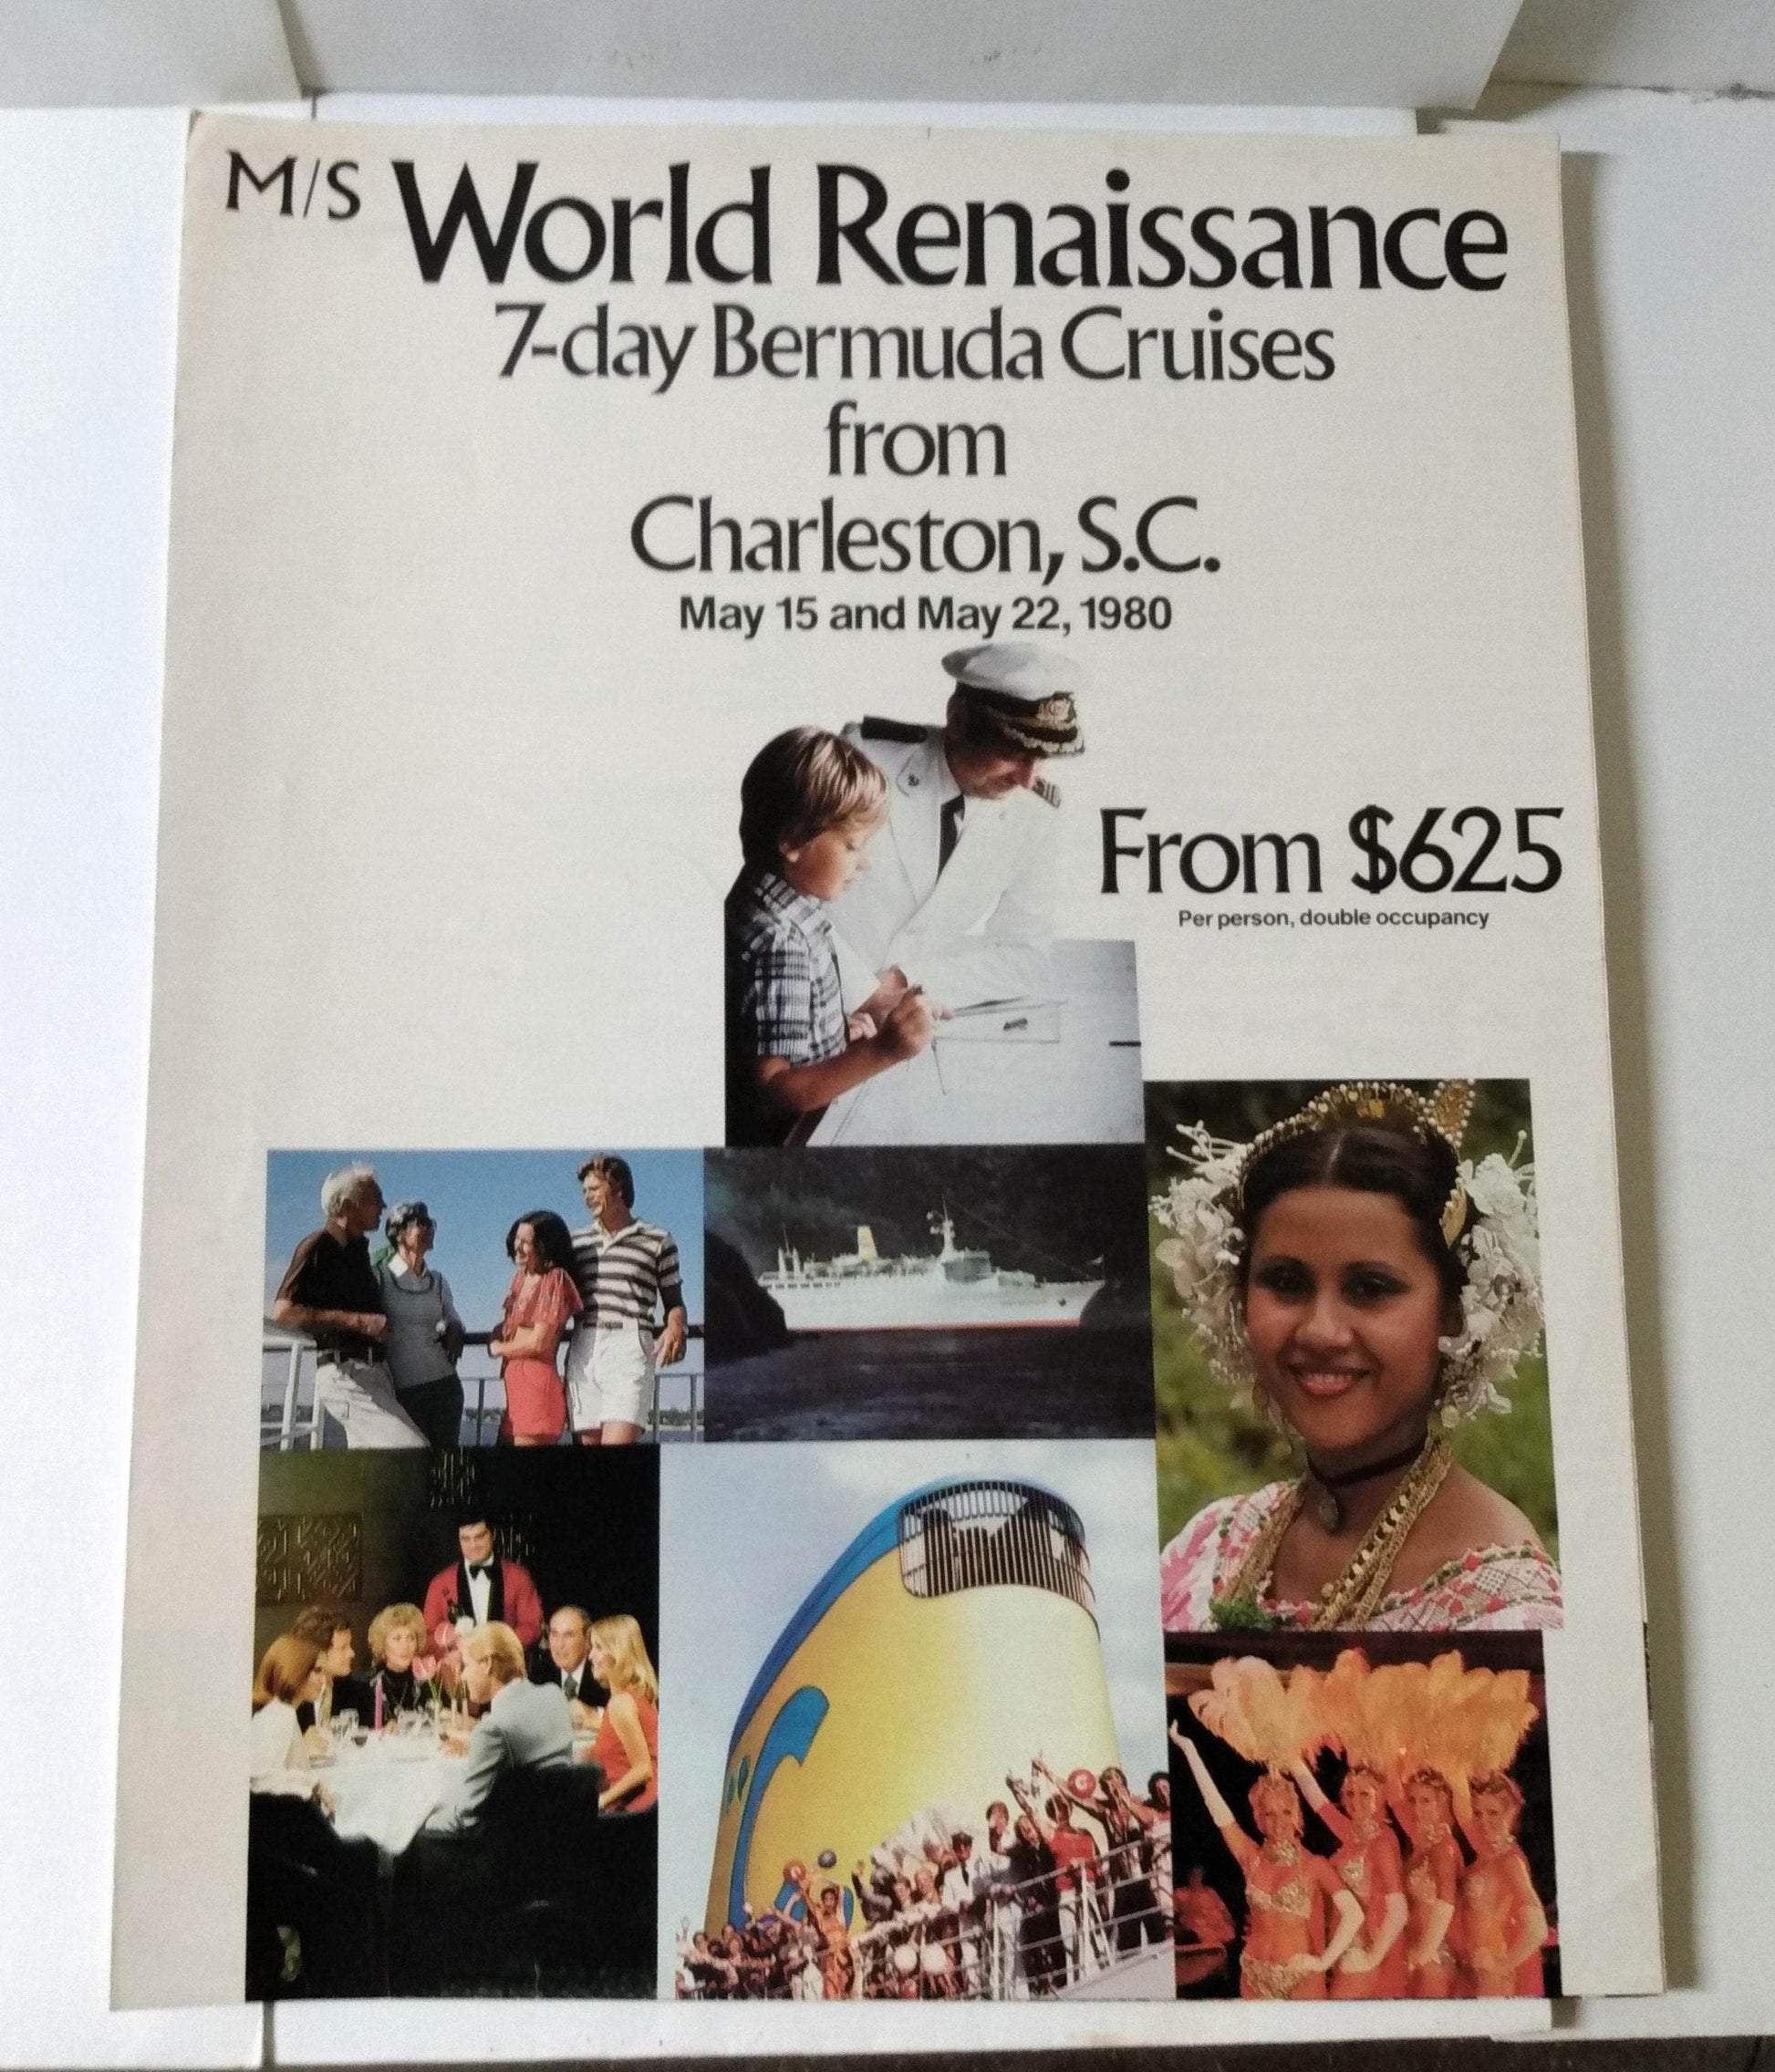 M/S World Renaissance
7-day Bermuda Cruises
from
Charleston, S.C.
May 15 and May 22, 1980
From $625
Per person, double occupancy